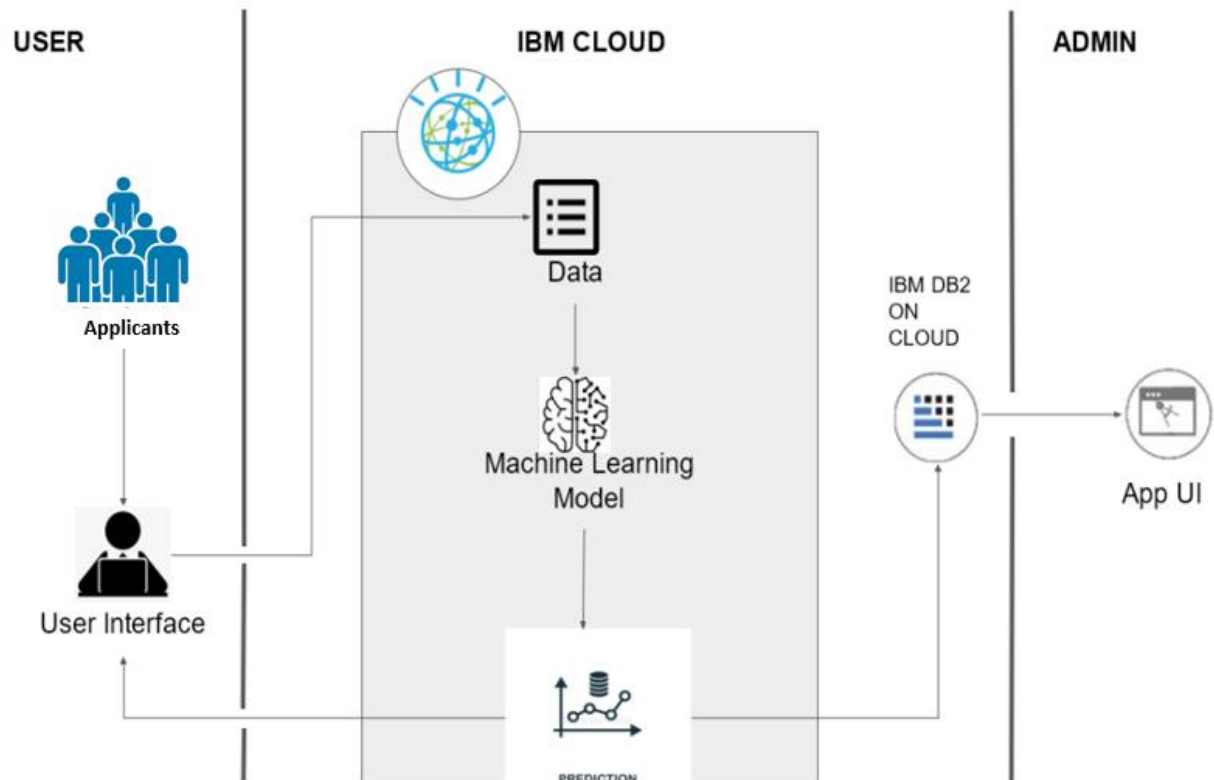 USER
IBM CLOUD
ADMIN
Applicants
Data
IBM DB2
ON
CLOUD
Machine Learning
Model
App UI
User Interface
PREDICTION